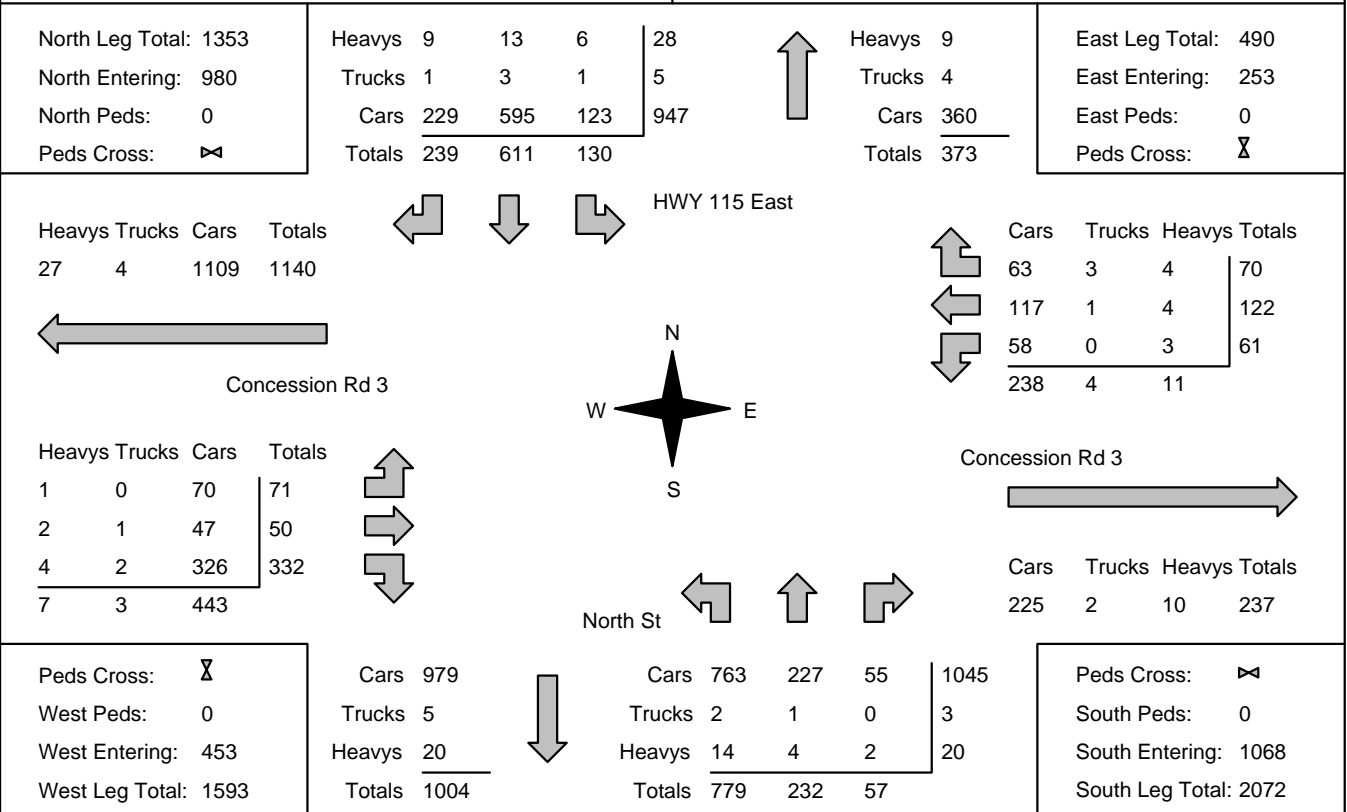 North Leg Total: 1353
North Entering: 980
North Peds: 0
Peds Cross:
Heavys 9 13 6 28
Trucks 1 3 1 5
Cars 229 595 123 947
Totals 239 611 130
Heavys 9
Trucks 4
Cars 360
Totals 373
East Leg Total: 490
East Entering: 253
East Peds: 0
Peds Cross:
HWY 115 East
Heavys Trucks Cars Totals
27 4 1109 1140
Cars Trucks Heavys Totals
63 3 4 70
117 1 4 122
58 0 3 61
238 4 11
Concession Rd 3
N
W E
S
Heavys Trucks Cars Totals
1 0 70 71
2 1 47 50
4 2 326 332
7 3 443
Concession Rd 3
Cars Trucks Heavys Totals
225 2 10 237
North St
Peds Cross:
West Peds: 0
West Entering: 453
West Leg Total: 1593
Cars 979
Trucks 5
Heavys 20
Totals 1004
Cars 763 227 55 1045
Trucks 2 1 0 3
Heavys 14 4 2 20
Totals 779 232 57
Peds Cross:
South Peds: 0
South Entering: 1068
South Leg Total: 2072